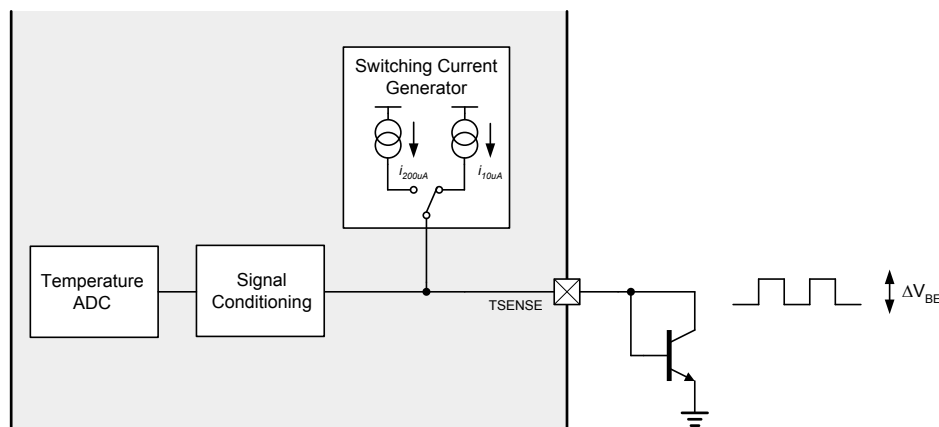 Switching Current
Generator
i200uA
i10uA
Temperature
ADC
Signal
Conditioning
TSENSE
ΔVBE